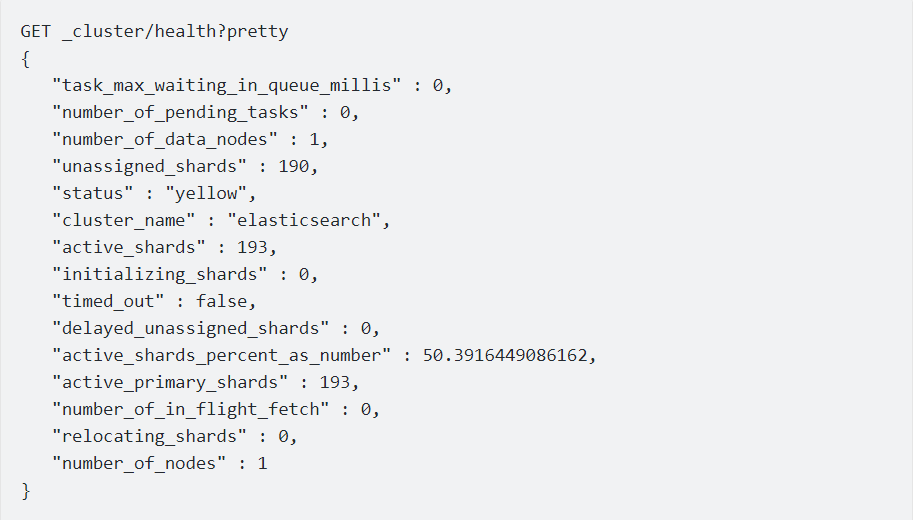 GET _cluster/health?pretty
{
   "task_max_waiting_in_queue_millis" : 0,
   "number_of_pending_tasks" : 0,
   "number_of_data_nodes" : 1,
   "unassigned_shards" : 190,
   "status" : "yellow",
   "cluster_name" : "elasticsearch",
   "active_shards" : 193,
   "initializing_shards" : 0,
   "timed_out" : false,
   "delayed_unassigned_shards" : 0,
   "active_shards_percent_as_number" : 50.3916449086162,
   "active_primary_shards" : 193,
   "number_of_in_flight_fetch" : 0,
   "relocating_shards" : 0,
   "number_of_nodes" : 1
}